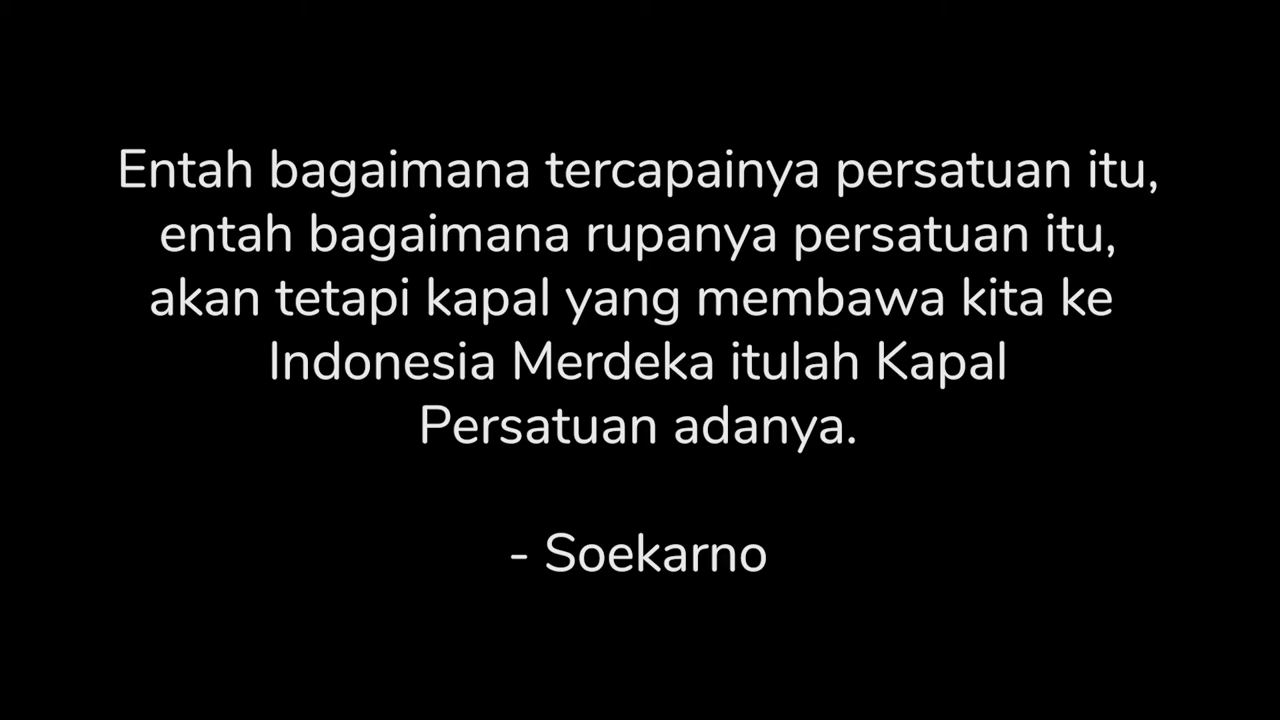 Entah bagaimana tercapainya persatuan itu,
entah bagaimana rupanya persatuan itu,
akan tetapi kapal yang membawa kita ke
Indonesia Merdeka itulah Kapal
Persatuan adanya.
- Soekarno